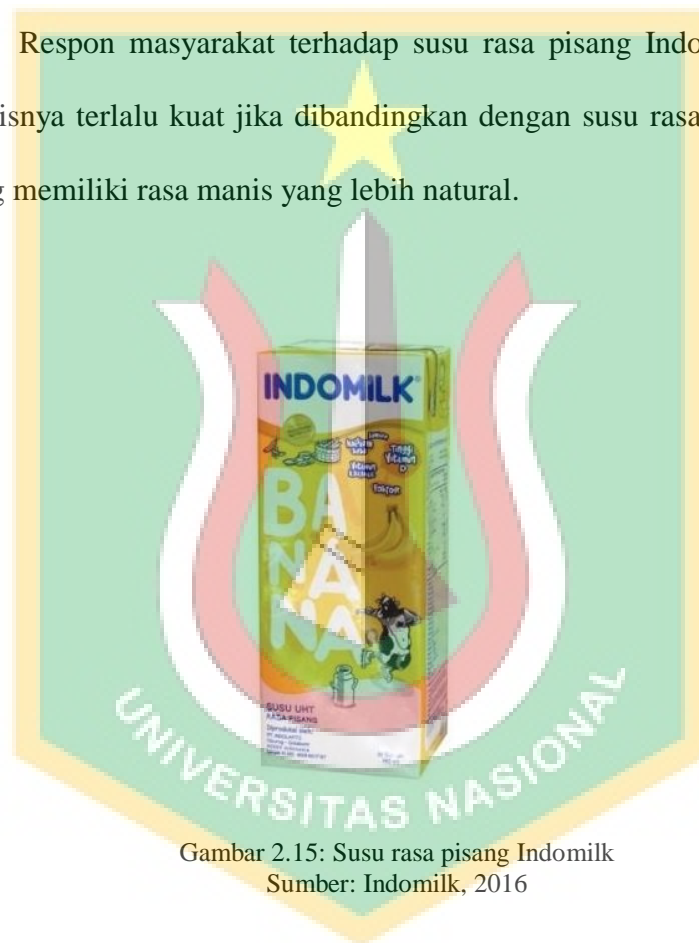 Respon masyarakat terhadap susu rasa pisang Indo
isnya terlalu kuat jika dibandingkan dengan susu rasa
memiliki rasa manis yang lebih natural.
INDOMILK
Tinggi
Vitamin
D
BA
NA
NA
SUSU UHT
RASA PISANG
UNIVERSITAS NASIONAL
Gambar 2.15: Susu rasa pisang Indomilk
Sumber: Indomilk, 2016